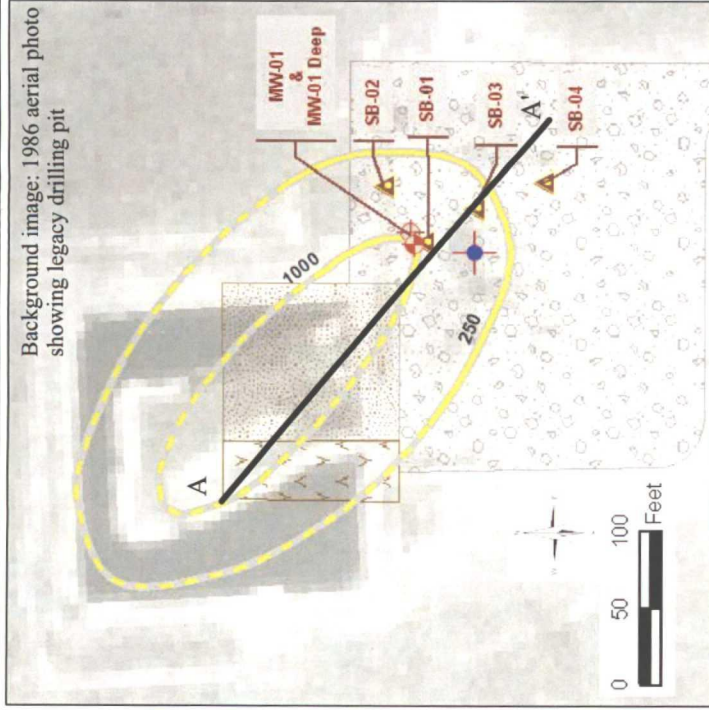 Background image: 1986 aerial photo
showing legacy drilling pit
MW-01
&
MW-01 Deep
SB-02
SB-01
SB-03
A'
SB-04
1000
250
A
0 50 100
Feet